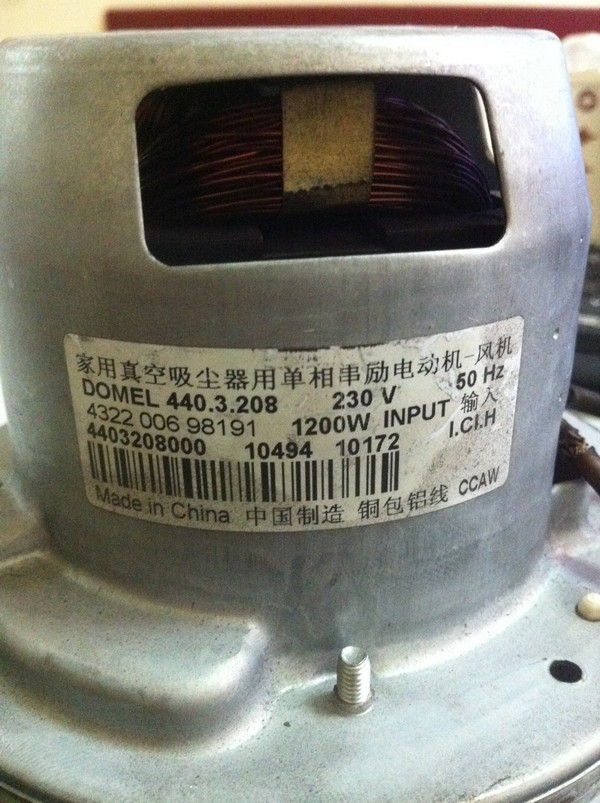 家用真空吸尘器用单相串励电动机-风机
DOMEL 440.3.208 230 V 50 Hz
4322 006 98191 1200W INPUT 输入
4403208000 10494 10172 I.Cl.H
Made in China 中国制造 铜包铝线 CCAW